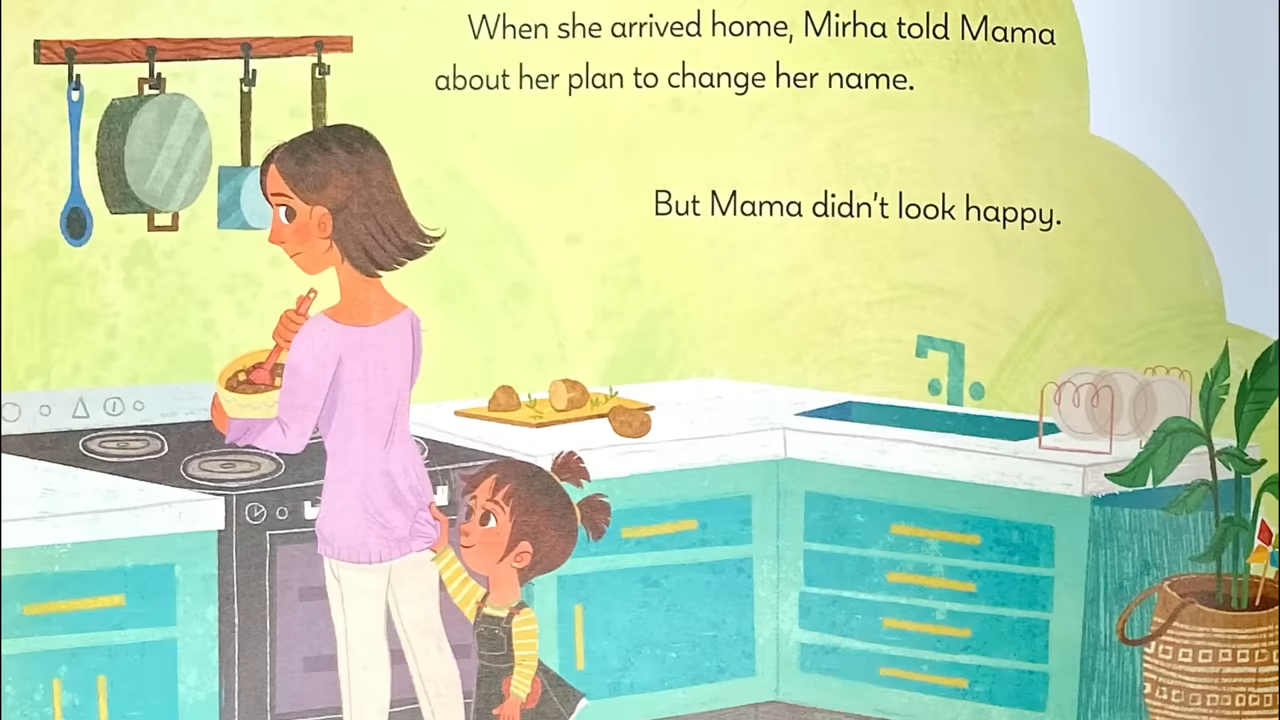 When she arrived home, Mirha told Mama
about her plan to change her name.
But Mama didn't look happy.